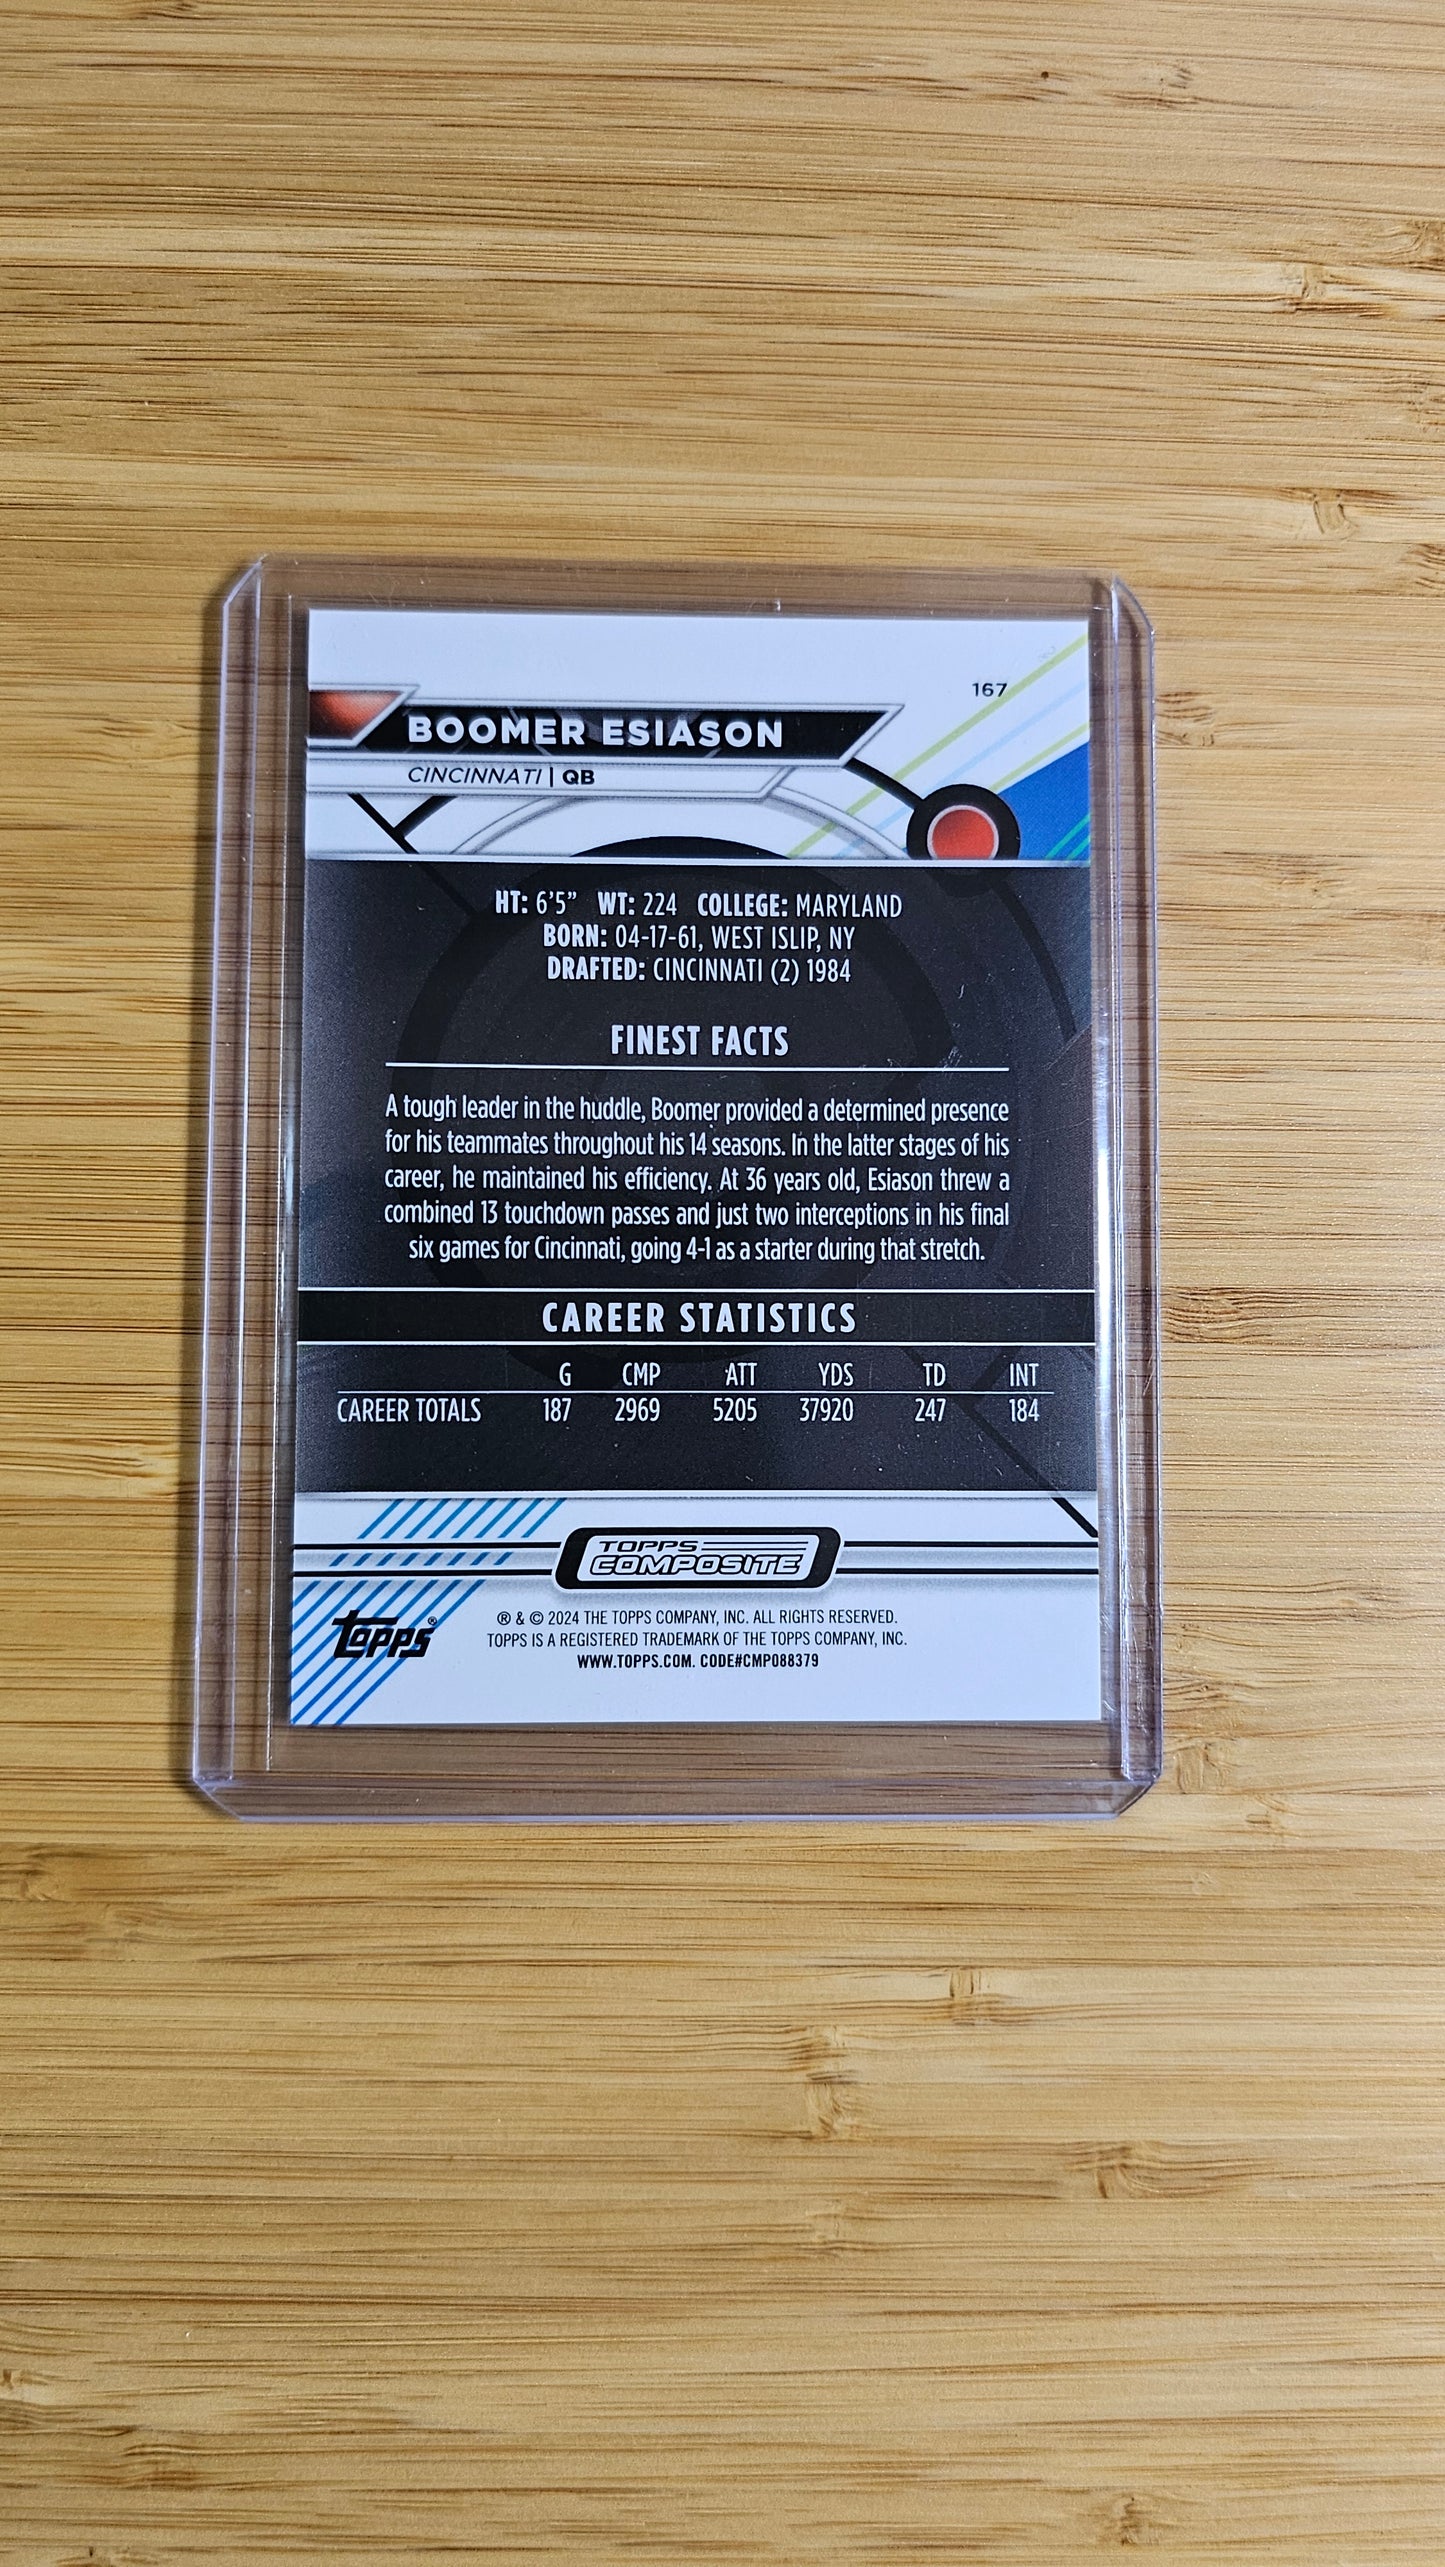 167
BOOMER ESIASON
CINCINNATI | QB
HT: 6'5" WT: 224 COLLEGE: MARYLAND
BORN: 04-17-61, WEST ISLIP, NY
DRAFTED: CINCINNATI (2) 1984
FINEST FACTS
A tough leader in the huddle, Boomer provided a determined presence
for his teammates throughout his 14 seasons. In the latter stages of his
career, he maintained his efficiency. At 36 years old, Esiason threw a
combined 13 touchdown passes and just two interceptions in his final
six games for Cincinnati, going 4-1 as a starter during that stretch.
CAREER STATISTICS
G CMP ATT YDS TD INT
CAREER TOTALS 187 2969 5205 37920 247 184
TOPPS
COMPOSITE
Topps®
® & © 2024 THE TOPPS COMPANY, INC. ALL RIGHTS RESERVED.
TOPPS IS A REGISTERED TRADEMARK OF THE TOPPS COMPANY, INC.
WWW.TOPPS.COM. CODE#CMP088379